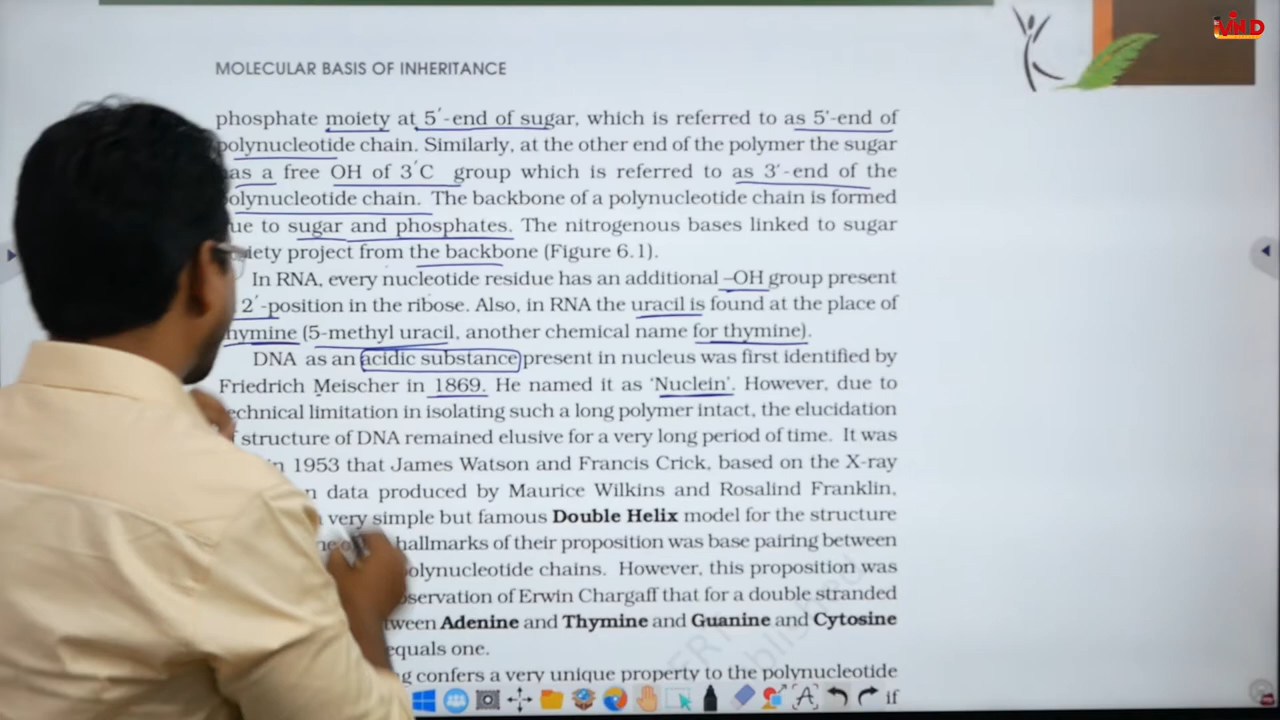 MIND
MOLECULAR BASIS OF INHERITANCE
phosphate moiety at 5′-end of sugar, which is referred to as 5’-end of
polynucleotide chain. Similarly, at the other end of the polymer the sugar
as a free OH of 3′C group which is referred to as 3′-end of the
olynucleotide chain. The backbone of a polynucleotide chain is formed
ue to sugar and phosphates. The nitrogenous bases linked to sugar
iety project from the backbone (Figure 6.1).
In RNA, every nucleotide residue has an additional –OH group present
2′-position in the ribose. Also, in RNA the uracil is found at the place of
hymine (5-methyl uracil, another chemical name for thymine).
DNA as an acidic substance present in nucleus was first identified by
Friedrich Meischer in 1869. He named it as ‘Nuclein’. However, due to
echnical limitation in isolating such a long polymer intact, the elucidation
f structure of DNA remained elusive for a very long period of time. It was
n 1953 that James Watson and Francis Crick, based on the X-ray
n data produced by Maurice Wilkins and Rosalind Franklin,
very simple but famous Double Helix model for the structure
hallmarks of their proposition was base pairing between
olynucleotide chains. However, this proposition was
servation of Erwin Chargaff that for a double stranded
tween Adenine and Thymine and Guanine and Cytosine
equals one.
g confers a very unique property to the polynucleotide
if